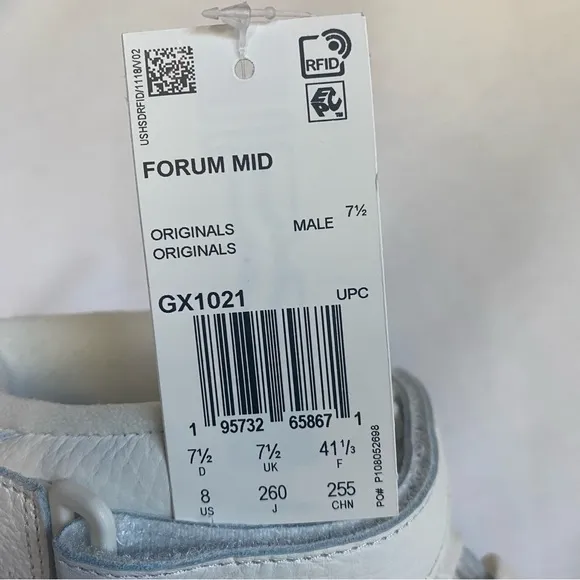 USHSDRFID/1118/V02
RFID
EPC™
FORUM MID
ORIGINALS MALE 7½
ORIGINALS
GX1021 UPC
1 95732 65867 1
7½ 7½ 41⅓
D UK F
8 260 255
US J CHN
PO# P108052698